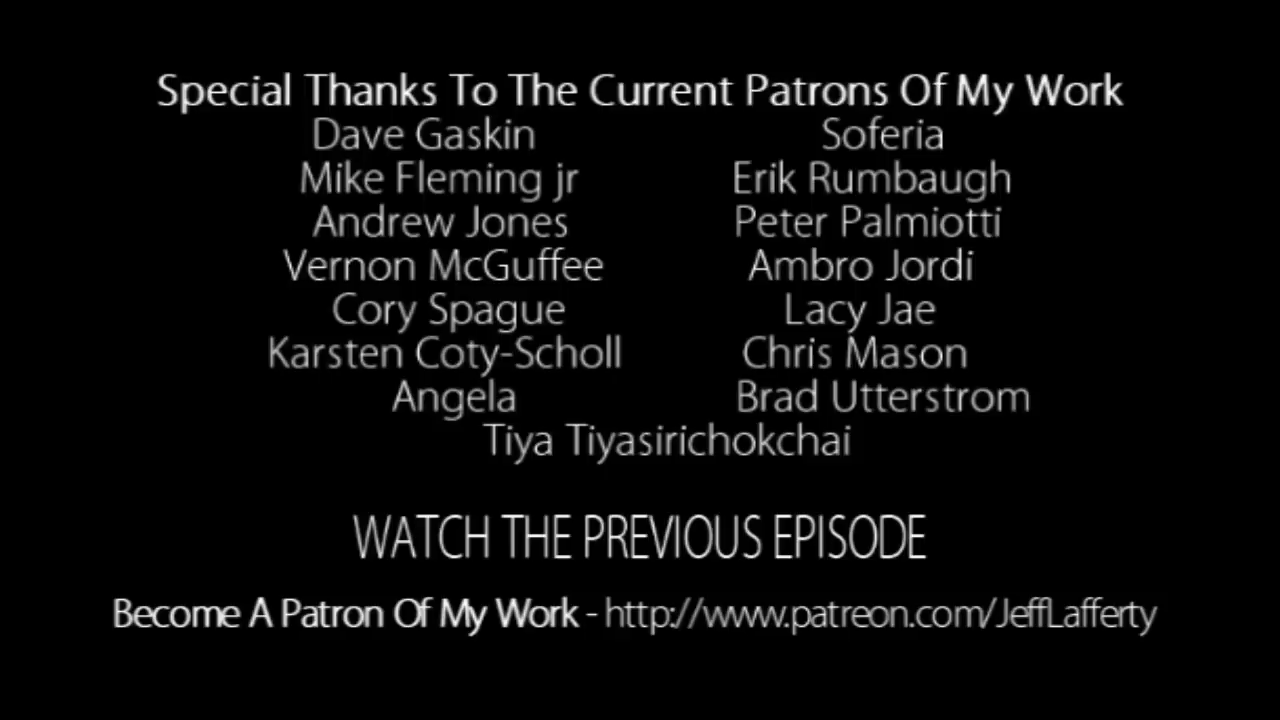 Special Thanks To The Current Patrons Of My Work
Dave Gaskin Soferia
Mike Fleming jr Erik Rumbaugh
Andrew Jones Peter Palmiotti
Vernon McGuffee Ambro Jordi
Cory Spague Lacy Jae
Karsten Coty-Scholl Chris Mason
Angela Brad Utterstrom
Tiya Tiyasirichokchai
WATCH THE PREVIOUS EPISODE
Become A Patron Of My Work - http://www.patreon.com/JeffLafferty